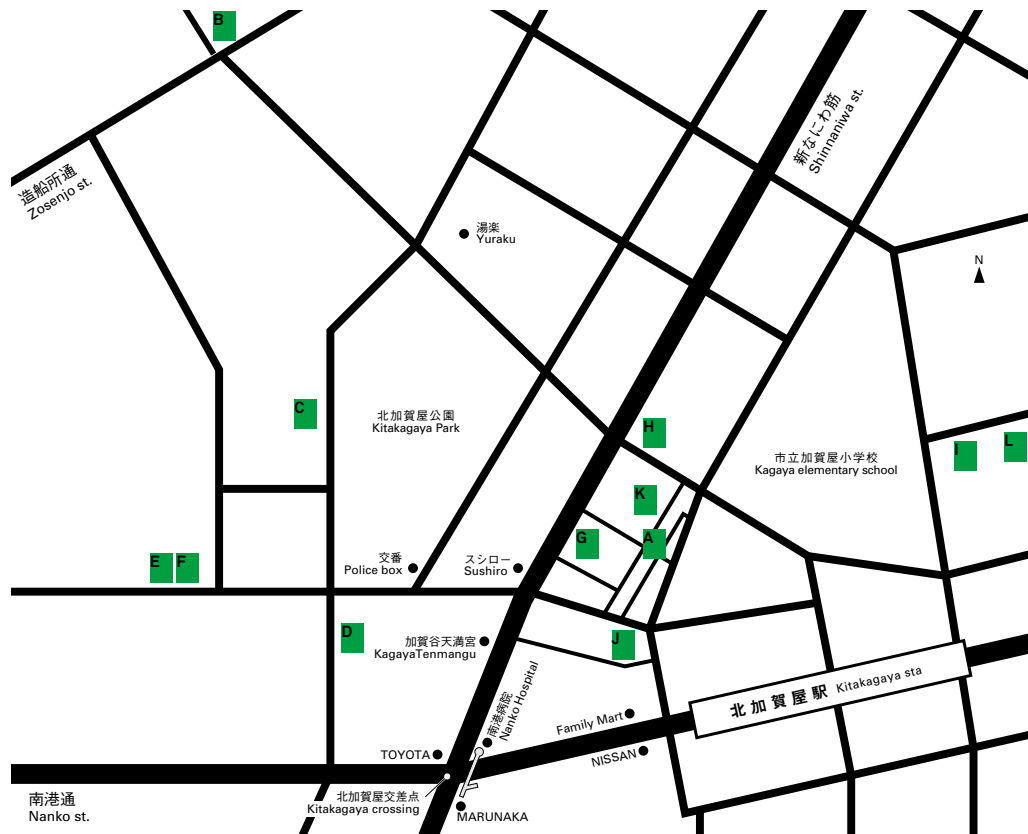 B
造船所通
Zosenjo st.
新なにわ筋
Shinnaniwa st.
湯楽
Yuraku
N
C
北加賀屋公園
Kitakagaya Park
H
市立加賀屋小学校
Kagaya elementary school
I
L
K
G
A
E
F
交番
Police box
スシロー
Sushiro
D
加賀谷天満宮
KagayaTenmangu
J
南港病院
Nanko Hospital
北加賀屋駅 Kitakagaya sta
Family Mart
NISSAN
TOYOTA
北加賀屋交差点
Kitakagaya crossing
MARUNAKA
南港通
Nanko st.